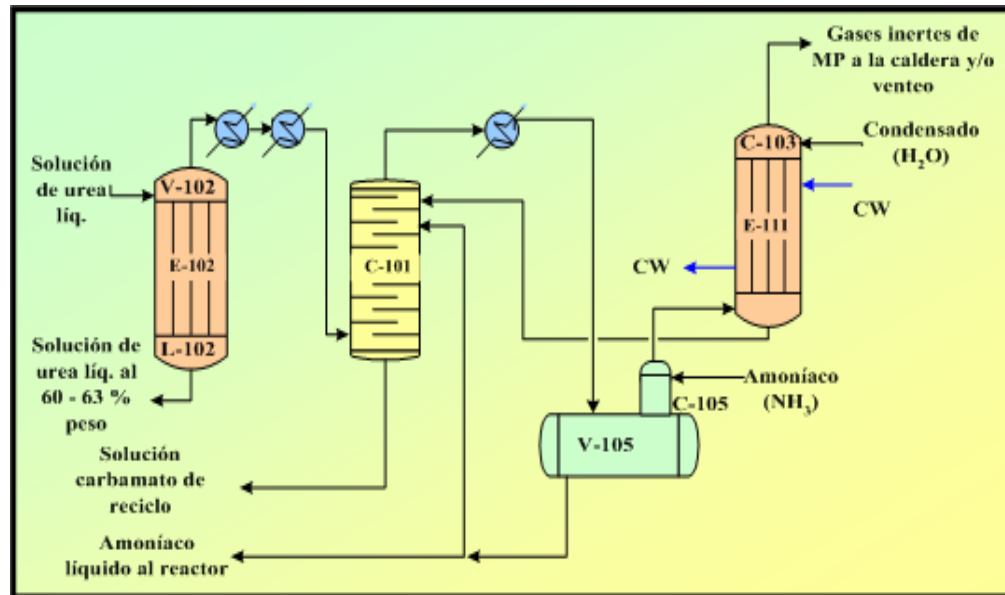 Gases inertes de
MP a la caldera y/o
venteo
Condensado
(H₂O)
C-103
CW
E-111
CW
Solución
de urea
líq.
V-102
E-102
L-102
C-101
Solución de
urea líq. al
60 - 63 %
peso
Amoníaco
(NH₃)
C-105
V-105
Solución
carbamato de
reciclo
Amoníaco
líquido al reactor